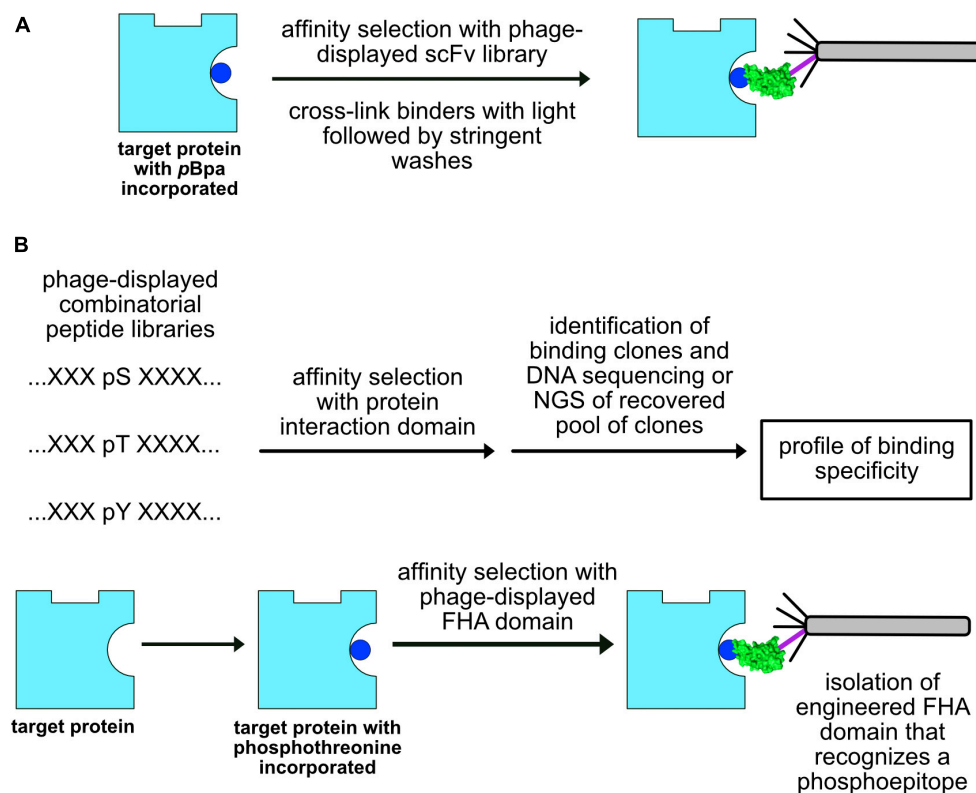 A
affinity selection with phage-
displayed scFv library
cross-link binders with light
followed by stringent
washes
target protein
with pBpa
incorporated
B
phage-displayed
combinatorial
peptide libraries
...XXX pS XXXX...
...XXX pT XXXX...
...XXX pY XXXX...
affinity selection
with protein
interaction domain
identification of
binding clones and
DNA sequencing or
NGS of recovered
pool of clones
profile of binding
specificity
target protein
target protein with
phosphothreonine
incorporated
affinity selection with
phage-displayed
FHA domain
isolation of
engineered FHA
domain that
recognizes a
phosphoepitope